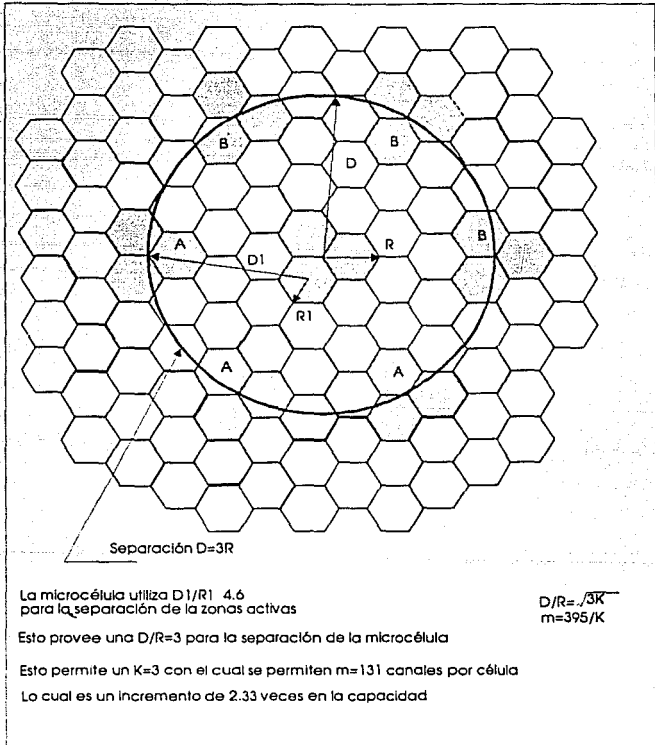 B
B
D
A
D1
R
B
R1
A
A
Separación D=3R
La microcélula utiliza D1/R1 4.6
para la separación de la zonas activas
D/R=√3K
m=395/K
Esto provee una D/R=3 para la separación de la microcélula
Esto permite un K=3 con el cual se permiten m=131 canales por célula
Lo cual es un incremento de 2.33 veces en la capacidad